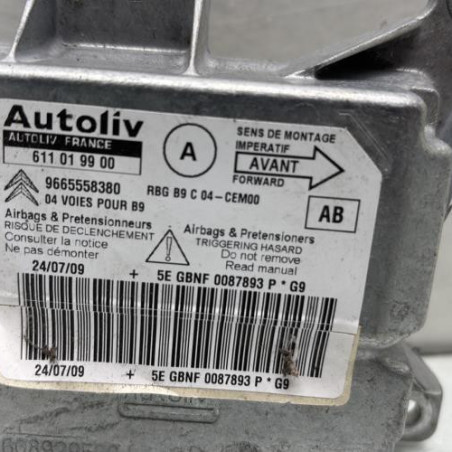 Autoliv
AUTOLIV FRANCE
611 01 99 00
A
SENS DE MONTAGE
IMPERATIF
AVANT
FORWARD
9665558380
04 VOIES POUR B9
RBG B9 C 04-CEM00
AB
Airbags & Pretensionneurs
RISQUE DE DECLENCHEMENT
Consulter la notice
Ne pas démonter
Airbags & Pretensioners
TRIGGERING HASARD
Do not remove
Read manual
24/07/09 + 5E GBNF 0087893 P * G9
24/07/09 + 5E GBNF 0087893 P * G9